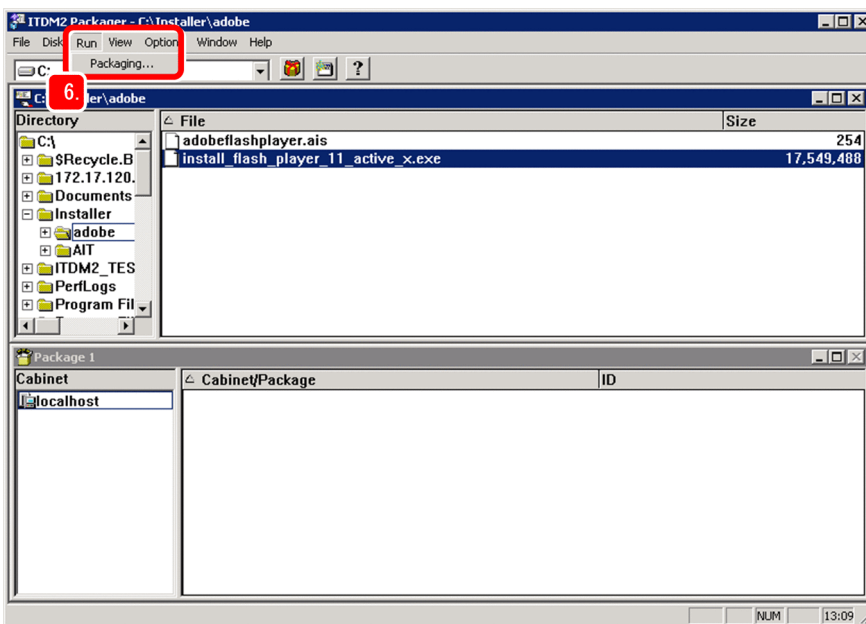 ITDM2 Packager - C:\Installer\adobe
File Disk Run View Option Window Help
Packaging...
C:
6.
ler\adobe
Directory
File
Size
C:\
$Recycle.B
172.17.120.
Documents
Installer
adobe
AIT
ITDM2_TES
PerfLogs
Program Fil
adobeflashplayer.ais 254
install_flash_player_11_active_x.exe 17,549,488
Package 1
Cabinet
Cabinet/Package
ID
localhost
NUM
13:09